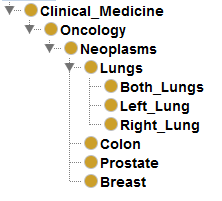 Clinical_Medicine
Oncology
Neoplasms
Lungs
Both_Lungs
Left_Lung
Right_Lung
Colon
Prostate
Breast